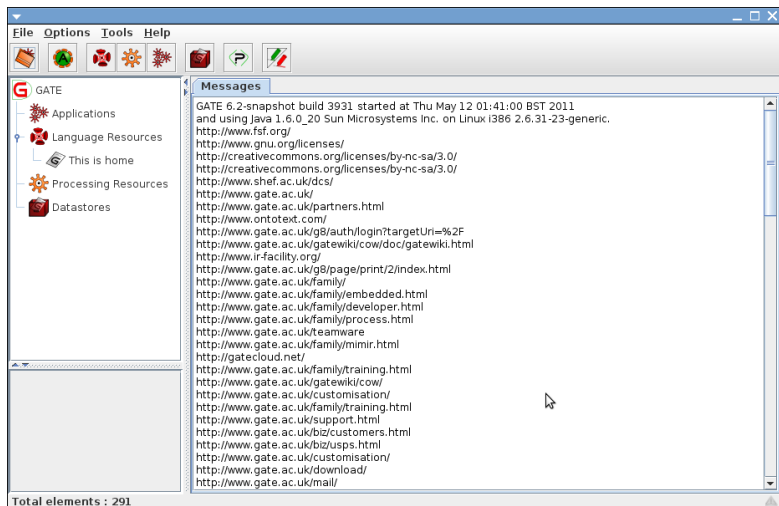 File Options Tools Help
GATE
Applications
Language Resources
This is home
Processing Resources
Datastores
Messages
GATE 6.2-snapshot build 3931 started at Thu May 12 01:41:00 BST 2011
and using Java 1.6.0_20 Sun Microsystems Inc. on Linux i386 2.6.31-23-generic.
http://www.fsf.org/
http://www.gnu.org/licenses/
http://creativecommons.org/licenses/by-nc-sa/3.0/
http://creativecommons.org/licenses/by-nc-sa/3.0/
http://www.shef.ac.uk/dcs/
http://www.gate.ac.uk/
http://www.gate.ac.uk/partners.html
http://www.ontotext.com/
http://www.gate.ac.uk/g8/auth/login?targetUri=%2F
http://www.gate.ac.uk/gatewiki/cow/doc/gatewiki.html
http://www.ir-facility.org/
http://www.gate.ac.uk/g8/page/print/2/index.html
http://www.gate.ac.uk/family/
http://www.gate.ac.uk/family/embedded.html
http://www.gate.ac.uk/family/developer.html
http://www.gate.ac.uk/family/process.html
http://www.gate.ac.uk/teamware
http://www.gate.ac.uk/family/mimir.html
http://gatecloud.net/
http://www.gate.ac.uk/family/training.html
http://www.gate.ac.uk/gatewiki/cow/
http://www.gate.ac.uk/customisation/
http://www.gate.ac.uk/family/training.html
http://www.gate.ac.uk/support.html
http://www.gate.ac.uk/biz/customers.html
http://www.gate.ac.uk/biz/usps.html
http://www.gate.ac.uk/customisation/
http://www.gate.ac.uk/download/
http://www.gate.ac.uk/mail/
Total elements : 291